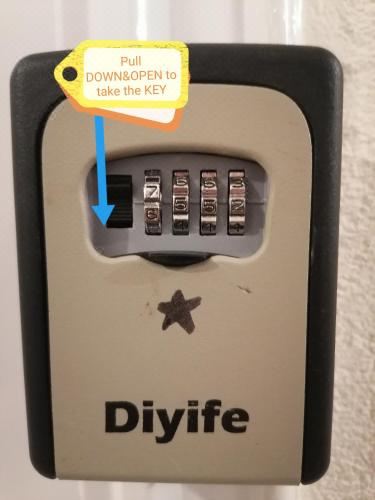 Pull
DOWN&OPEN to
take the KEY
Diyife